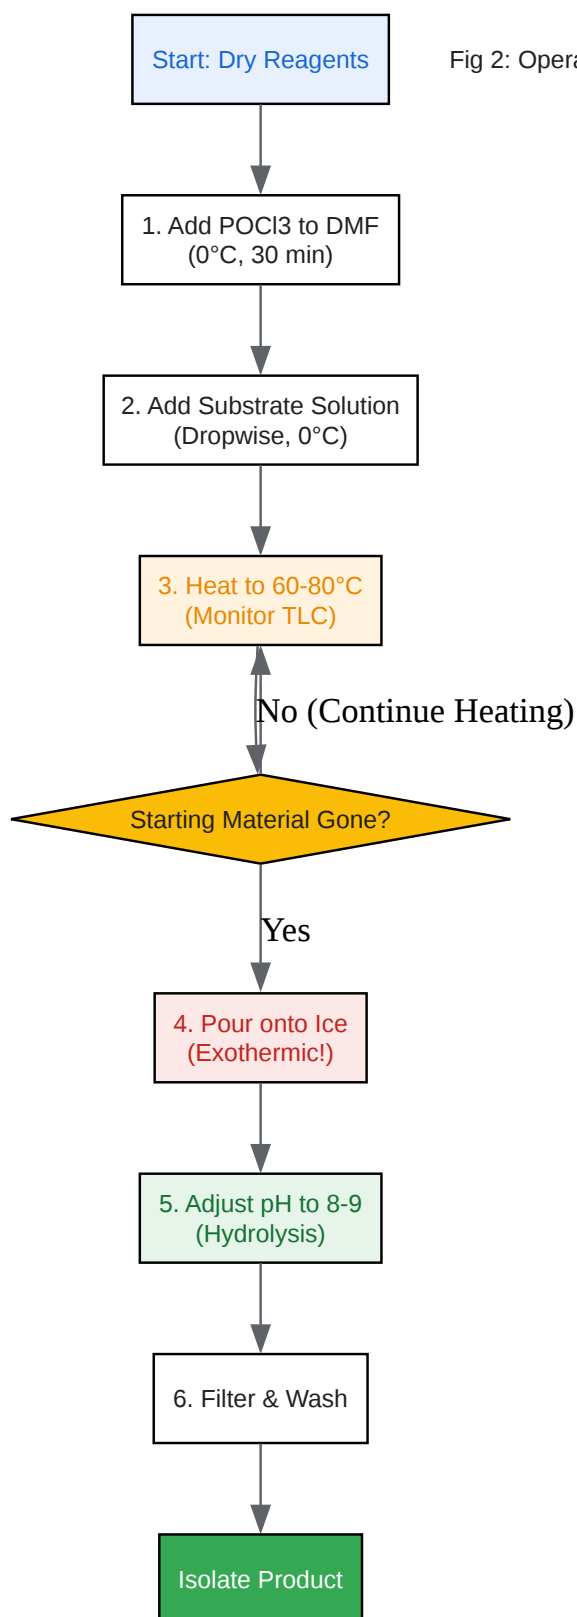 Start: Dry Reagents
Fig 2: Opera
1. Add POCl3 to DMF
(0°C, 30 min)
2. Add Substrate Solution
(Dropwise, 0°C)
3. Heat to 60-80°C
(Monitor TLC)
No (Continue Heating)
Starting Material Gone?
Yes
4. Pour onto Ice
(Exothermic!)
5. Adjust pH to 8-9
(Hydrolysis)
6. Filter & Wash
Isolate Product